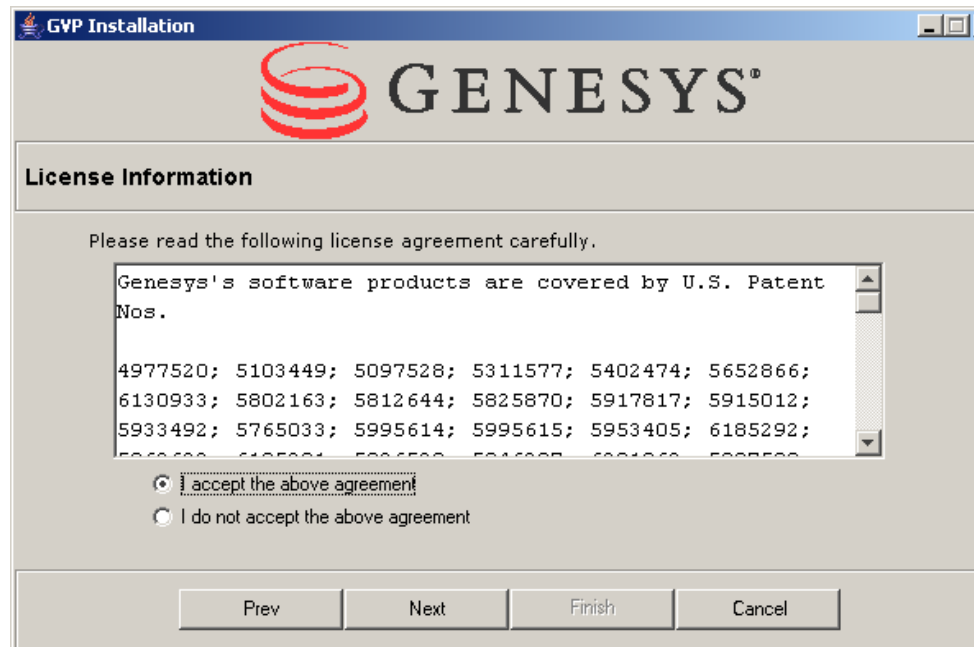 GVP Installation
GENESYS®
License Information
Please read the following license agreement carefully.
Genesys's software products are covered by U.S. Patent
Nos.
4977520; 5103449; 5097528; 5311577; 5402474; 5652866;
6130933; 5802163; 5812644; 5825870; 5917817; 5915012;
5933492; 5765033; 5995614; 5995615; 5953405; 6185292;
I accept the above agreement
I do not accept the above agreement
Prev Next Finish Cancel